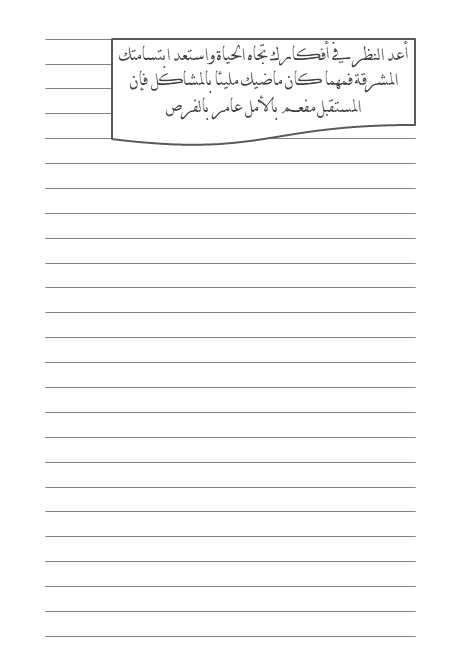 أعد النظر في أفكارك تجاه الحياة واستعد ابتسامتك
المشرقة فمهما كان ماضيك مليئا بالمشاكل فإن
المستقبل مفعم بالأمل عامر بالفرص